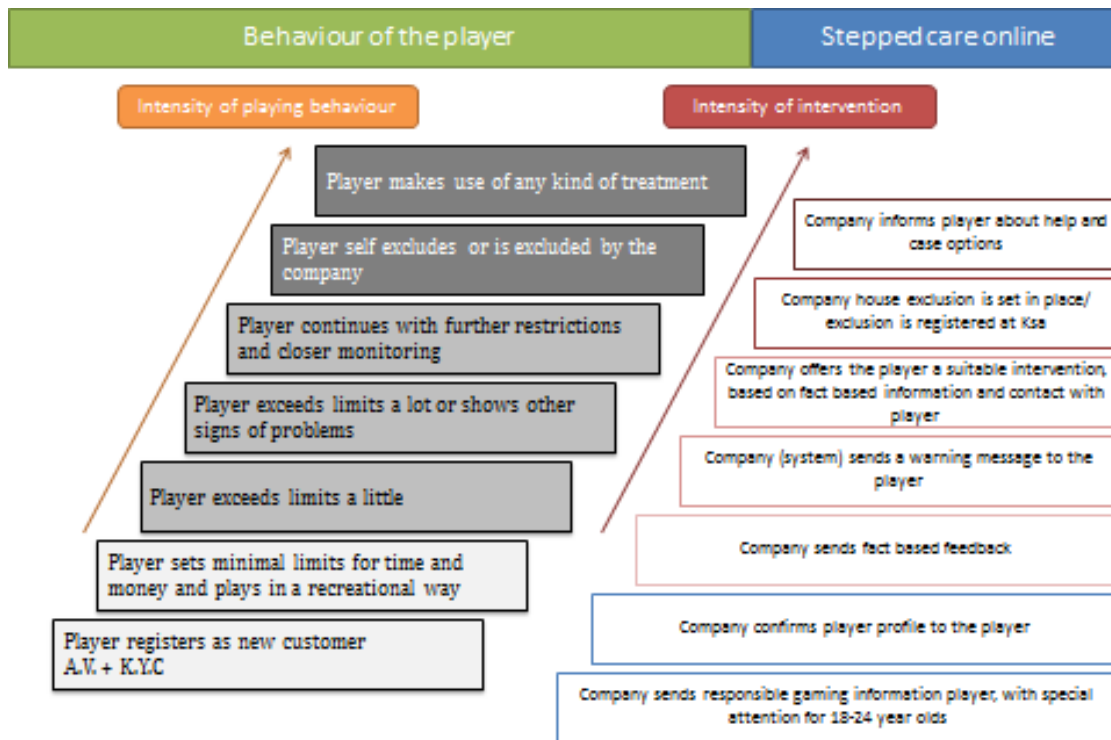 Behaviour of the player
Stepped care online
Intensity of playing behaviour
Intensity of intervention
Player makes use of any kind of treatment
Player self excludes or is excluded by the
company
Player continues with further restrictions
and closer monitoring
Player exceeds limits a lot or shows other
signs of problems
Player exceeds limits a little
Player sets minimal limits for time and
money and plays in a recreational way
Player registers as new customer
A.V. + K.Y.C
Company informs player about help and
case options
Company house exclusion is set in place/
exclusion is registered at Ksa
Company offers the player a suitable intervention,
based on fact based information and contact with
player
Company (system) sends a warning message to the
player
Company sends fact based feedback
Company confirms player profile to the player
Company sends responsible gaming information player, with special
attention for 18-24 year olds